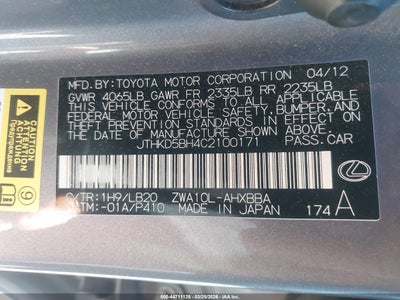 MFD. BY: TOYOTA MOTOR CORPORATION 04/12
GVWR 4065LB GAWR FR 2335LB RR 2235LB
THIS VEHICLE CONFORMS TO ALL APPLICABLE
FEDERAL MOTOR VEHICLE SAFETY, BUMPER, AND
THEFT PREVENTION STANDARDS IN EFFECT ON
THE DATE OF MANUFACTURE SHOWN ABOVE.
JTHKD5BH4C2100171 PASS.CAR
C/TR: 1H9/LB20 ZWA10L-AHXBBA
A/TM: -01A/P410 MADE IN JAPAN 174 A
ACHTUNG